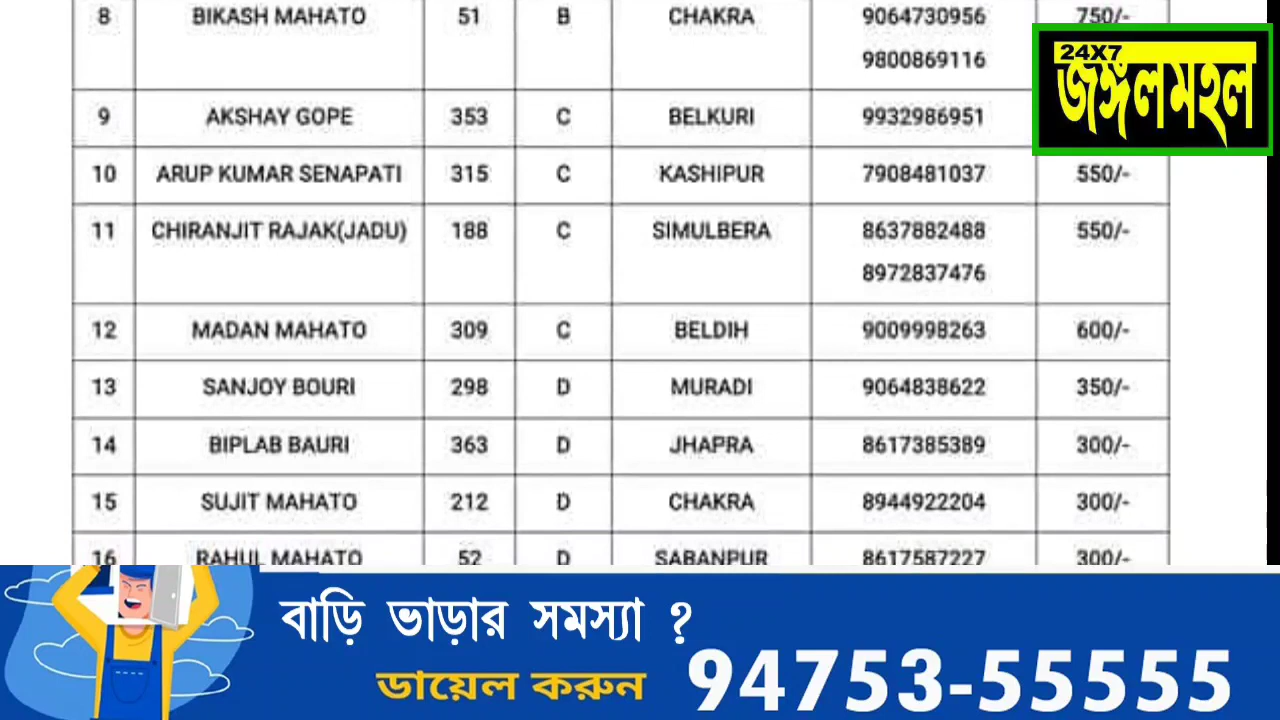 8 BIKASH MAHATO 51 B CHAKRA 9064730956 750/-
9800869116
24X7
জঙ্গলমহল
9 AKSHAY GOPE 353 C BELKURI 9932986951
10 ARUP KUMAR SENAPATI 315 C KASHIPUR 7908481037 550/-
11 CHIRANJIT RAJAK(JADU) 188 C SIMULBERA 8637882488 550/-
8972837476
12 MADAN MAHATO 309 C BELDIH 9009998263 600/-
13 SANJOY BOURI 298 D MURADI 9064838622 350/-
14 BIPLAB BAURI 363 D JHAPRA 8617385389 300/-
15 SUJIT MAHATO 212 D CHAKRA 8944922204 300/-
16 RAHUL MAHATO 52 D SABANPUR 8617587227 300/-
বাড়ি ভাড়ার সমস্যা ?
ডায়েল করুন 94753-55555